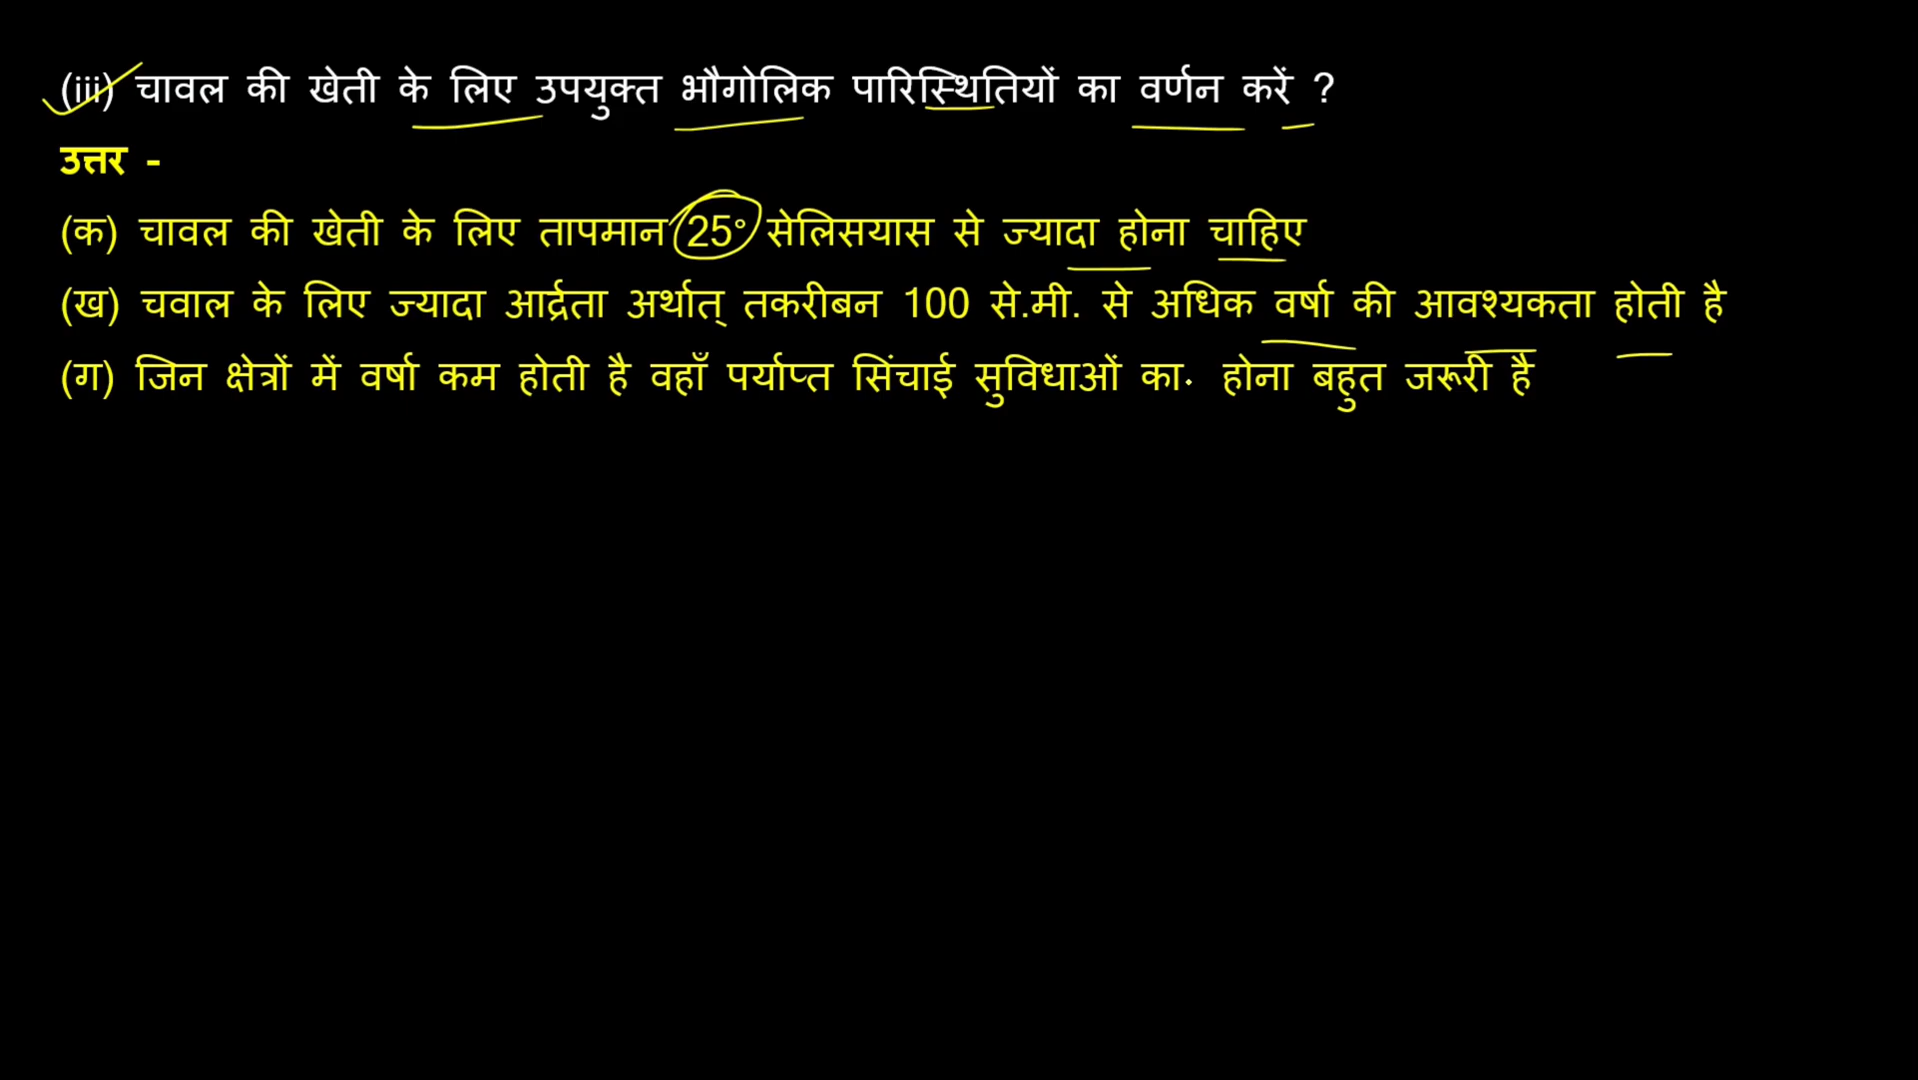 (iii) चावल की खेती के लिए उपयुक्त भौगोलिक पारिस्थितियों का वर्णन करें ?
उत्तर -
(क) चावल की खेती के लिए तापमान 25° सेलिसयास से ज्यादा होना चाहिए
(ख) चवाल के लिए ज्यादा आर्द्रता अर्थात् तकरीबन 100 से.मी. से अधिक वर्षा की आवश्यकता होती है
(ग) जिन क्षेत्रों में वर्षा कम होती है वहाँ पर्याप्त सिंचाई सुविधाओं का. होना बहुत जरूरी है